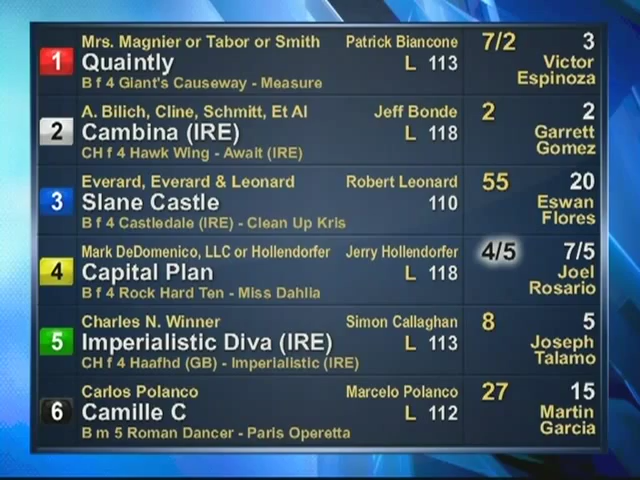 Mrs. Magnier or Tabor or Smith Patrick Biancone 7/2 3
1 Quaintly L 113 Victor
B f 4 Giant's Causeway - Measure Espinoza
A. Bilich, Cline, Schmitt, Et Al Jeff Bonde 2 2
2 Cambina (IRE) L 118 Garrett
CH f 4 Hawk Wing - Await (IRE) Gomez
Everard, Everard & Leonard Robert Leonard 55 20
3 Slane Castle 110 Eswan
B f 4 Castledale (IRE) - Clean Up Kris Flores
Mark DeDomenico, LLC or Hollendorfer Jerry Hollendorfer 4/5 7/5
4 Capital Plan L 118 Joel
B f 4 Rock Hard Ten - Miss Dahlia Rosario
Charles N. Winner Simon Callaghan 8 5
5 Imperialistic Diva (IRE) L 113 Joseph
CH f 4 Haafhd (GB) - Imperialistic (IRE) Talamo
Carlos Polanco Marcelo Polanco 27 15
6 Camille C L 112 Martin
B m 5 Roman Dancer - Paris Operetta Garcia